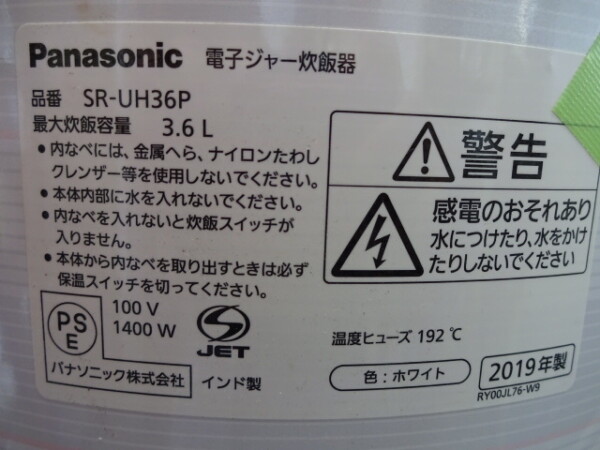 Panasonic 電子ジャー炊飯器
品番 SR-UH36P
最大炊飯容量 3.6 L
• 内なべには、金属へら、ナイロンたわし
クレンザー等を使用しないでください。
• 本体内部に水を入れないでください。
• 内なべを入れないと炊飯スイッチが
入りません。
• 本体から内なべを取り出すときは必ず
保温スイッチを切ってください。
警告
感電のおそれあり
水につけたり、水をかけ
たりしないでください
PS
E
100 V
1400 W
S
JET
パナソニック株式会社
インド製
温度ヒューズ 192 ℃
色：ホワイト
2019 年製
RY00JL76-W9